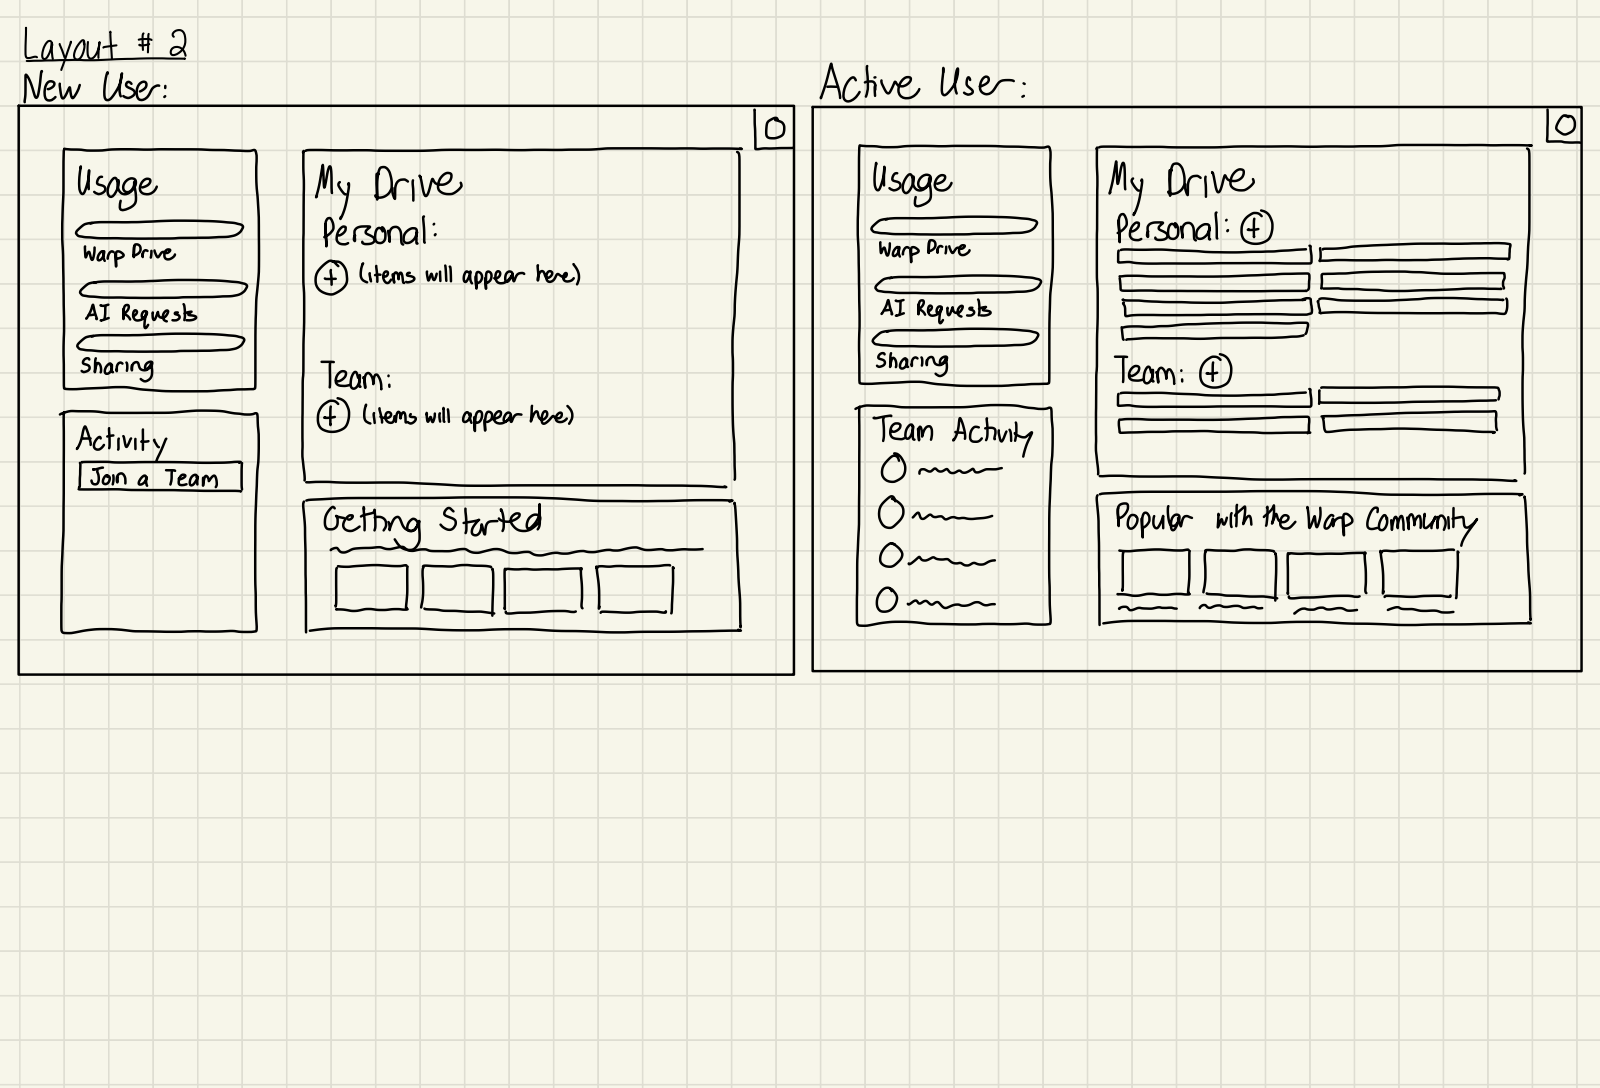 Layout # 2
New User:
Usage
Warp Drive
AI Requests
Sharing
Activity
Join a Team
My Drive
Personal:
+ (items will appear here)
Team:
+ (items will appear here)
Getting Started
Active User:
Usage
Warp Drive
AI Requests
Sharing
Team Activity
My Drive
Personal: +
Team: +
Popular with the Warp Community